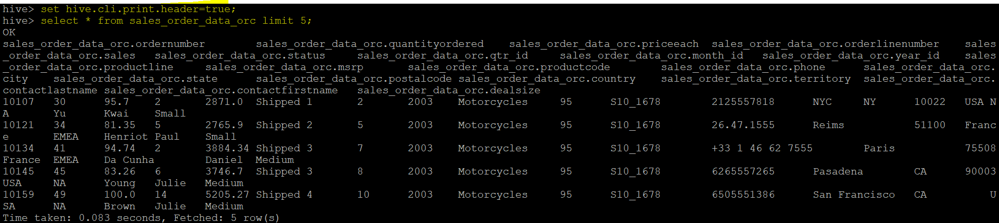 hive> set hive.cli.print.header=true;
hive> select * from sales_order_data_orc limit 5;
OK
sales_order_data_orc.ordernumber        sales_order_data_orc.quantityordered    sales_order_data_orc.priceeach  sales_order_data_orc.orderlinenumber    sales
_order_data_orc.sales   sales_order_data_orc.status     sales_order_data_orc.qtr_id     sales_order_data_orc.month_id   sales_order_data_orc.year_id    sales
_order_data_orc.productline     sales_order_data_orc.msrp       sales_order_data_orc.productcode        sales_order_data_orc.phone      sales_order_data_orc.
city    sales_order_data_orc.state      sales_order_data_orc.postalcode sales_order_data_orc.country    sales_order_data_orc.territory  sales_order_data_orc.
contactlastname sales_order_data_orc.contactfirstname   sales_order_data_orc.dealsize
10107   30      95.7    2       2871.0  Shipped 1       2       2003    Motorcycles     95      S10_1678        2125557818      NYC     NY      10022   USA N
A       Yu      Kwai    Small
10121   34      81.35   5       2765.9  Shipped 2       5       2003    Motorcycles     95      S10_1678        26.47.1555      Reims           51100   Franc
e       EMEA    Henriot Paul    Small
10134   41      94.74   2       3884.34 Shipped 3       7       2003    Motorcycles     95      S10_1678        +33 1 46 62 7555        Paris           75508
France  EMEA    Da Cunha        Daniel  Medium
10145   45      83.26   6       3746.7  Shipped 3       8       2003    Motorcycles     95      S10_1678        6265557265      Pasadena        CA      90003
USA     NA      Young   Julie   Medium
10159   49      100.0   14      5205.27 Shipped 4       10      2003    Motorcycles     95      S10_1678        6505551386      San Francisco   CA          U
SA      NA      Brown   Julie   Medium
Time taken: 0.083 seconds, Fetched: 5 row(s)